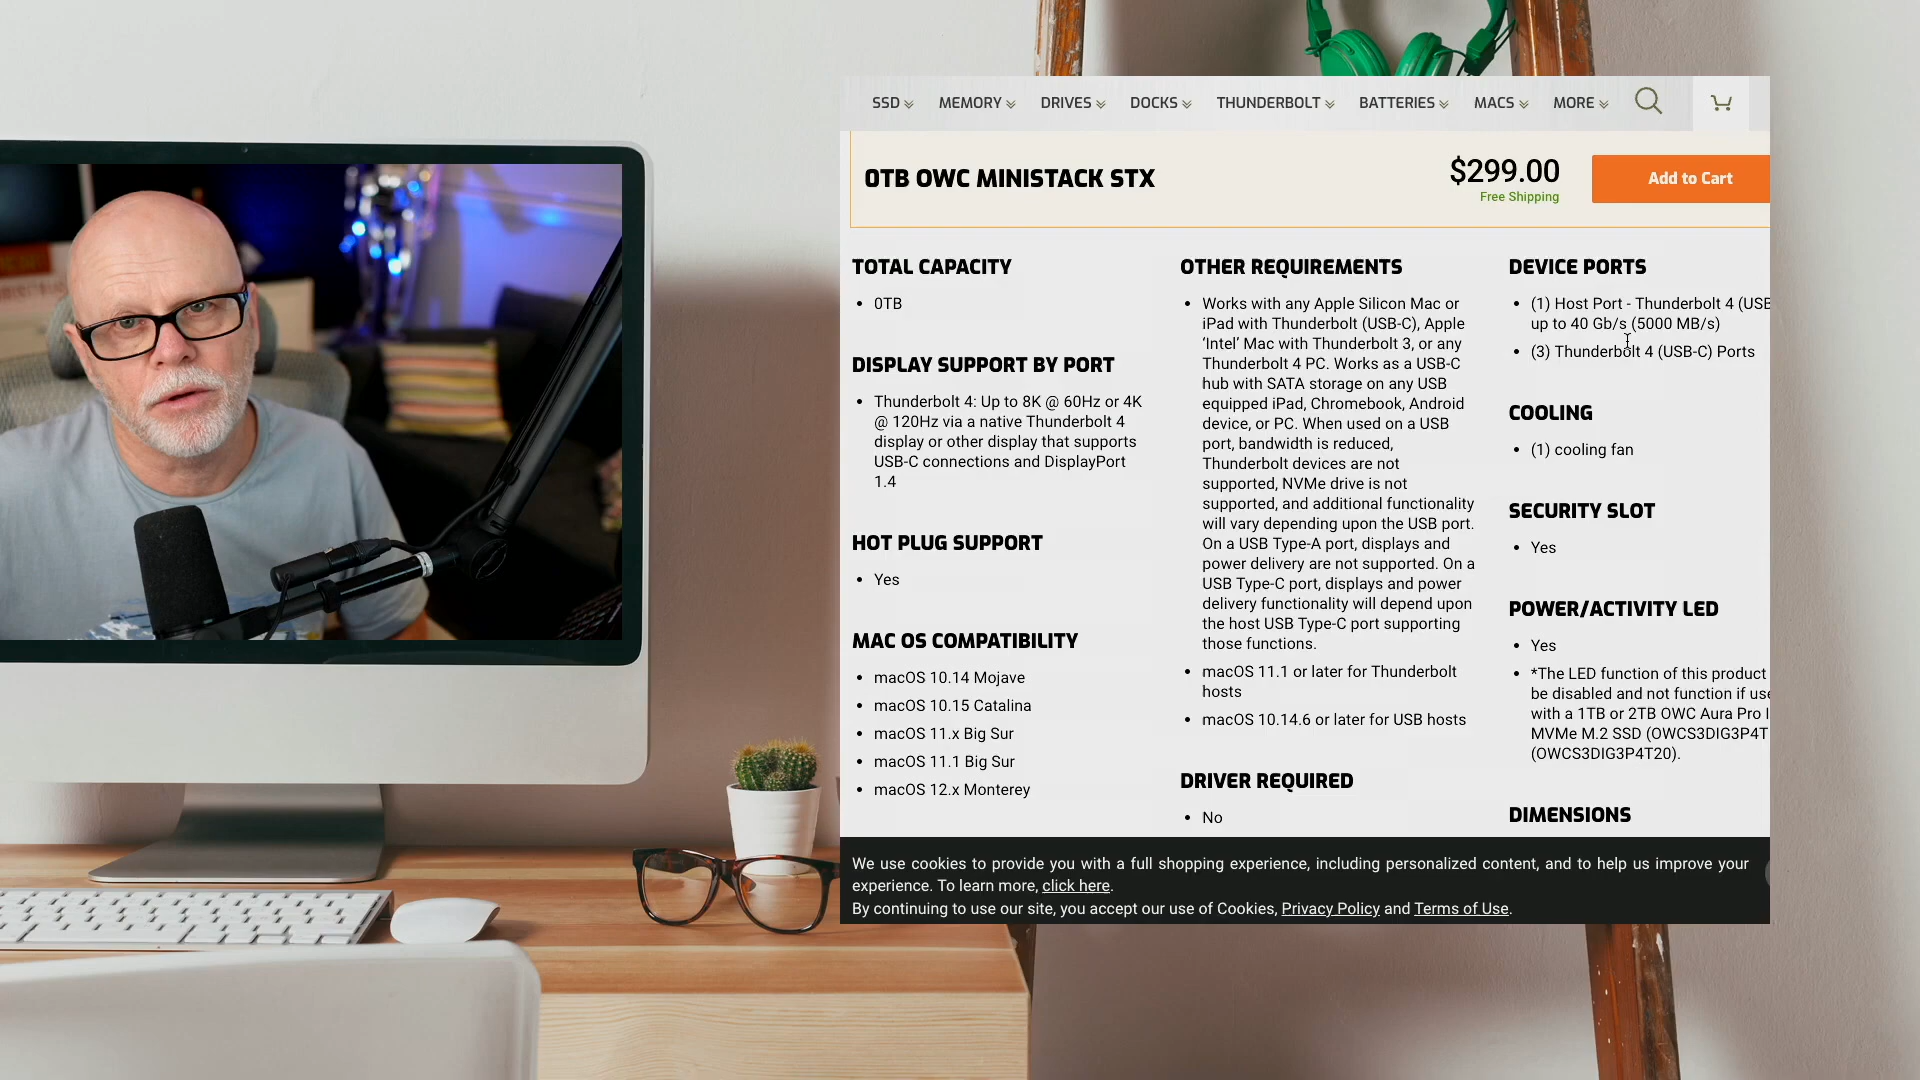 SSD MEMORY DRIVES DOCKS THUNDERBOLT BATTERIES MACS MORE
0TB OWC MINISTACK STX
$299.00
Free Shipping
Add to Cart
TOTAL CAPACITY
• 0TB
DISPLAY SUPPORT BY PORT
• Thunderbolt 4: Up to 8K @ 60Hz or 4K
@ 120Hz via a native Thunderbolt 4
display or other display that supports
USB-C connections and DisplayPort
1.4
HOT PLUG SUPPORT
• Yes
MAC OS COMPATIBILITY
• macOS 10.14 Mojave
• macOS 10.15 Catalina
• macOS 11.x Big Sur
• macOS 11.1 Big Sur
• macOS 12.x Monterey
OTHER REQUIREMENTS
• Works with any Apple Silicon Mac or
iPad with Thunderbolt (USB-C), Apple
‘Intel’ Mac with Thunderbolt 3, or any
Thunderbolt 4 PC. Works as a USB-C
hub with SATA storage on any USB
equipped iPad, Chromebook, Android
device, or PC. When used on a USB
port, bandwidth is reduced,
Thunderbolt devices are not
supported, NVMe drive is not
supported, and additional functionality
will vary depending upon the USB port.
On a USB Type-A port, displays and
power delivery are not supported. On a
USB Type-C port, displays and power
delivery functionality will depend upon
the host USB Type-C port supporting
those functions.
• macOS 11.1 or later for Thunderbolt
hosts
• macOS 10.14.6 or later for USB hosts
DRIVER REQUIRED
• No
DEVICE PORTS
• (1) Host Port - Thunderbolt 4 (USB
up to 40 Gb/s (5000 MB/s)
• (3) Thunderbolt 4 (USB-C) Ports
COOLING
• (1) cooling fan
SECURITY SLOT
• Yes
POWER/ACTIVITY LED
• Yes
• *The LED function of this product
be disabled and not function if use
with a 1TB or 2TB OWC Aura Pro I
MVMe M.2 SSD (OWCS3DIG3P4T
(OWCS3DIG3P4T20).
DIMENSIONS
We use cookies to provide you with a full shopping experience, including personalized content, and to help us improve your
experience. To learn more, click here.
By continuing to use our site, you accept our use of Cookies, Privacy Policy and Terms of Use.